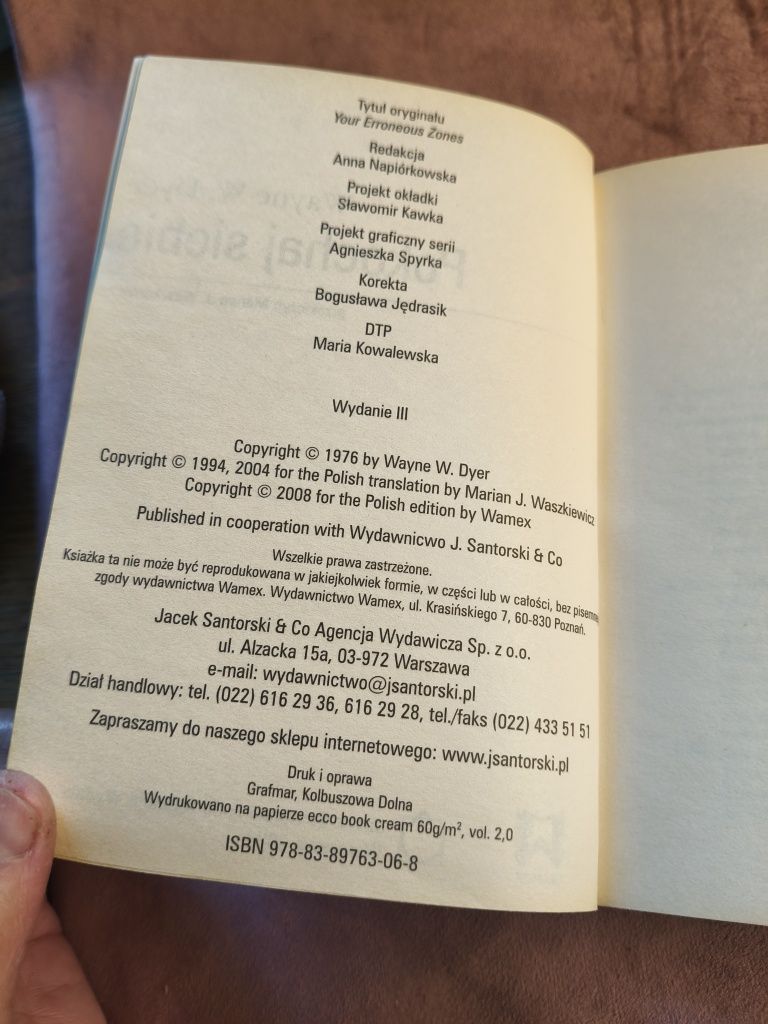 Tytuł oryginału
Your Erroneous Zones
Redakcja
Anna Napiórkowska
Projekt okładki
Sławomir Kawka
Projekt graficzny serii
Agnieszka Spyrka
Korekta
Bogusława Jędrasik
DTP
Maria Kowalewska
Wydanie III
Copyright © 1976 by Wayne W. Dyer
Copyright © 1994, 2004 for the Polish translation by Marian J. Waszkiewicz
Copyright © 2008 for the Polish edition by Wamex
Published in cooperation with Wydawnicwo J. Santorski & Co
Wszelkie prawa zastrzeżone.
Książka ta nie może być reprodukowana w jakiejkolwiek formie, w części lub w całości, bez pisemnej
zgody wydawnictwa Wamex. Wydawnictwo Wamex, ul. Krasińskiego 7, 60-830 Poznań.
Jacek Santorski & Co Agencja Wydawicza Sp. z o.o.
ul. Alzacka 15a, 03-972 Warszawa
e-mail: wydawnictwo@jsantorski.pl
Dział handlowy: tel. (022) 616 29 36, 616 29 28, tel./faks (022) 433 51 51
Zapraszamy do naszego sklepu internetowego: www.jsantorski.pl
Druk i oprawa
Grafmar, Kolbuszowa Dolna
Wydrukowano na papierze ecco book cream 60g/m², vol. 2,0
ISBN 978-83-89763-06-8